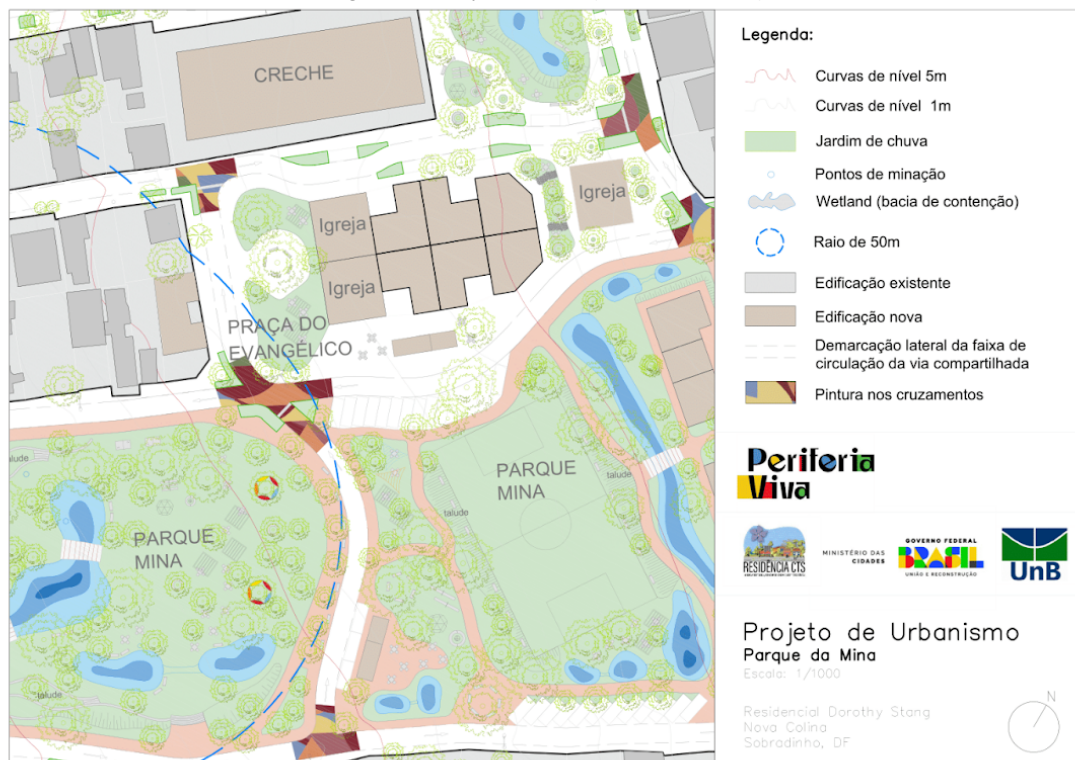 CRECHE
Igreja
Igreja
Igreja
PRAÇA DO
EVANGÉLICO
PARQUE
MINA
talude
talude
PARQUE
MINA
talude
Legenda:
Curvas de nível 5m
Curvas de nível 1m
Jardim de chuva
Pontos de minação
Wetland (bacia de contenção)
Raio de 50m
Edificação existente
Edificação nova
Demarcação lateral da faixa de
circulação da via compartilhada
Pintura nos cruzamentos
Periferia
Viva
RESIDÊNCIA CTS
MINISTÉRIO DAS
CIDADES
GOVERNO FEDERAL
BRASIL
UNIÃO E RECONSTRUÇÃO
UnB
Projeto de Urbanismo
Parque da Mina
Escala: 1/1000
Residencial Dorothy Stang
Nova Colina
Sobradinho, DF
N